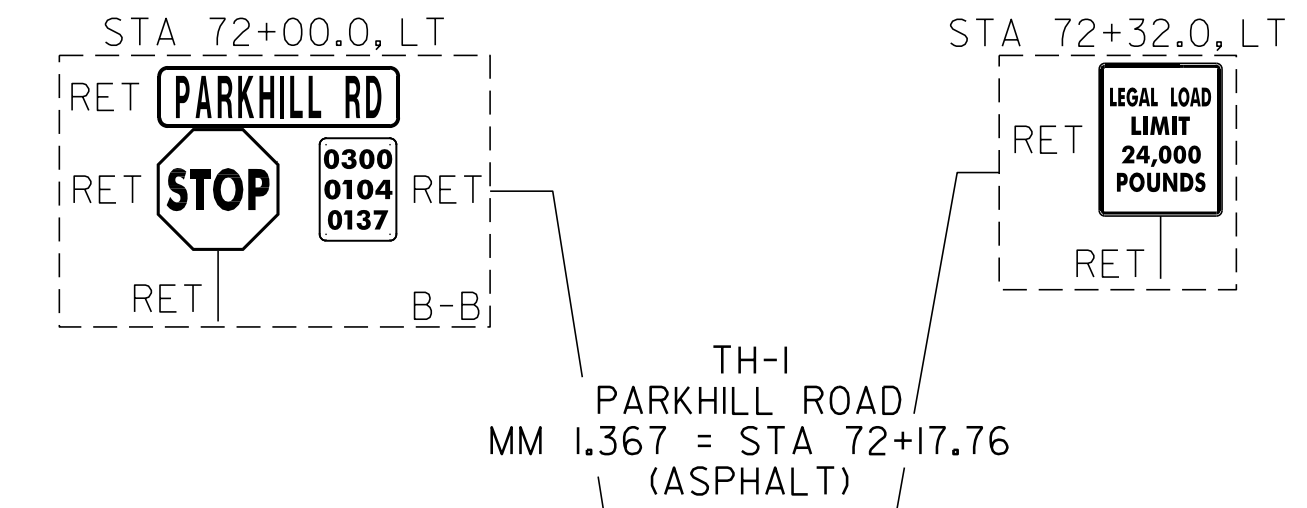 STA 72+00.0, LT
RET PARKHILL RD
RET STOP
0300
0104
0137
RET
RET
B-B
STA 72+32.0, LT
RET
LEGAL LOAD
LIMIT
24,000
POUNDS
RET
TH-1
PARKHILL ROAD
MM 1.367 = STA 72+17.76
(ASPHALT)